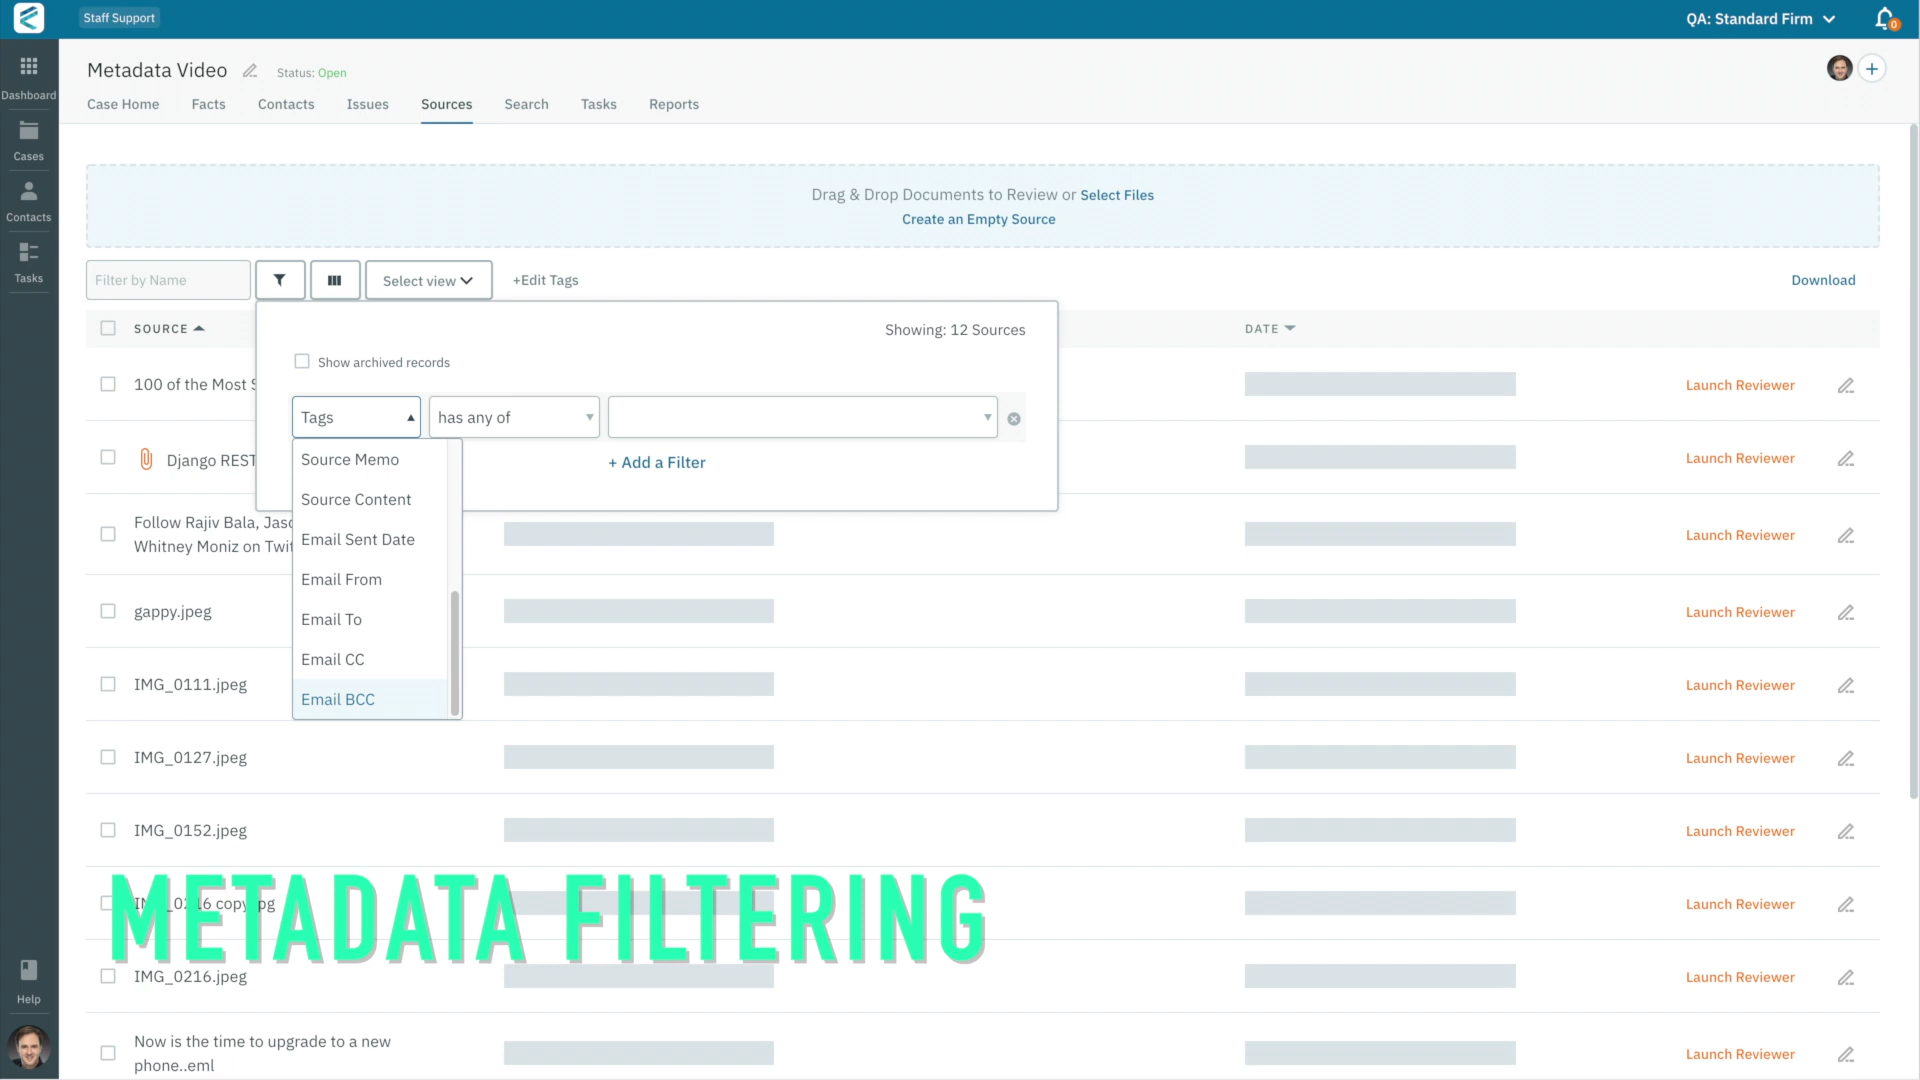 Staff Support
QA: Standard Firm
0
Metadata Video
Status: Open
Dashboard
Case Home Facts Contacts Issues Sources Search Tasks Reports
Cases
Contacts
Tasks
Drag & Drop Documents to Review or Select Files
Create an Empty Source
Filter by Name
Select view
+Edit Tags
Download
SOURCE
DATE
Showing: 12 Sources
Show archived records
Tags
has any of
+ Add a Filter
Source Memo
Source Content
Email Sent Date
Email From
Email To
Email CC
Email BCC
100 of the Most
Launch Reviewer
Django REST
Launch Reviewer
Follow Rajiv Bala,
Whitney Moniz on
Launch Reviewer
gappy.jpeg
Launch Reviewer
IMG_0111.jpeg
Launch Reviewer
IMG_0127.jpeg
Launch Reviewer
IMG_0152.jpeg
Launch Reviewer
METADATA FILTERING
Launch Reviewer
IMG_0216.jpeg
Launch Reviewer
Now is the time to upgrade to a new
phone..eml
Launch Reviewer
Help